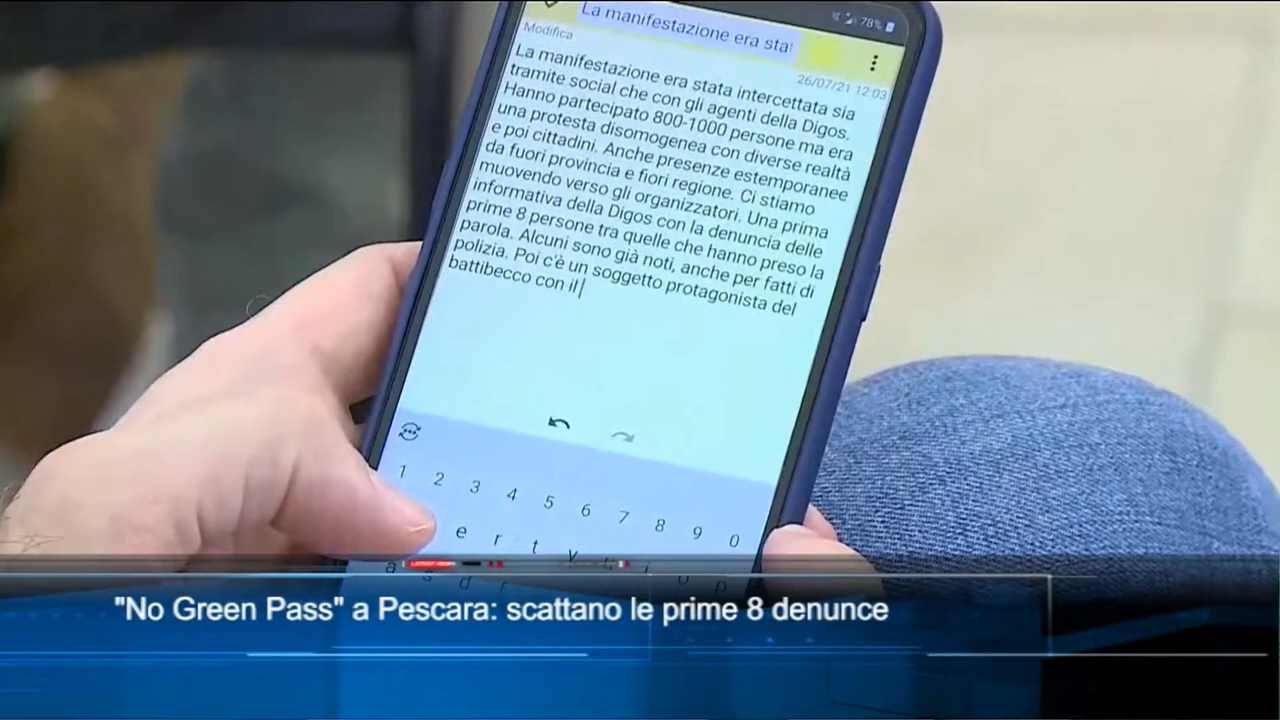 La manifestazione era sta
78%
Modifica
26/07/21 12:03
La manifestazione era stata intercettata sia
tramite social che con gli agenti della Digos.
Hanno partecipato 800-1000 persone ma era
una protesta disomogenea con diverse realtà
e poi cittadini. Anche presenze estemporanee
da fuori provincia e fiori regione. Ci stiamo
muovendo verso gli organizzatori. Una prima
informativa della Digos con la denuncia delle
prime 8 persone tra quelle che hanno preso la
parola. Alcuni sono già noti, anche per fatti di
polizia. Poi c'è un soggetto protagonista del
battibecco con il
1 2 3 4 5 6 7 8 9 0
e r t y
a s d
LATEST NEWS
"No Green Pass" a Pescara: scattano le prime 8 denunce